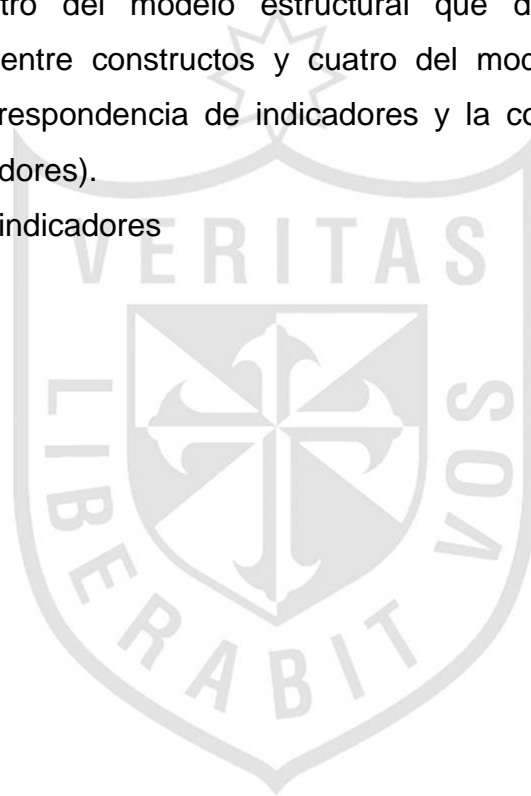 tro del modelo estructural que d
entre constructos y cuatro del mod
respondencia de indicadores y la co
dores).
indicadores
VERITAS
LIBERABIT VOS